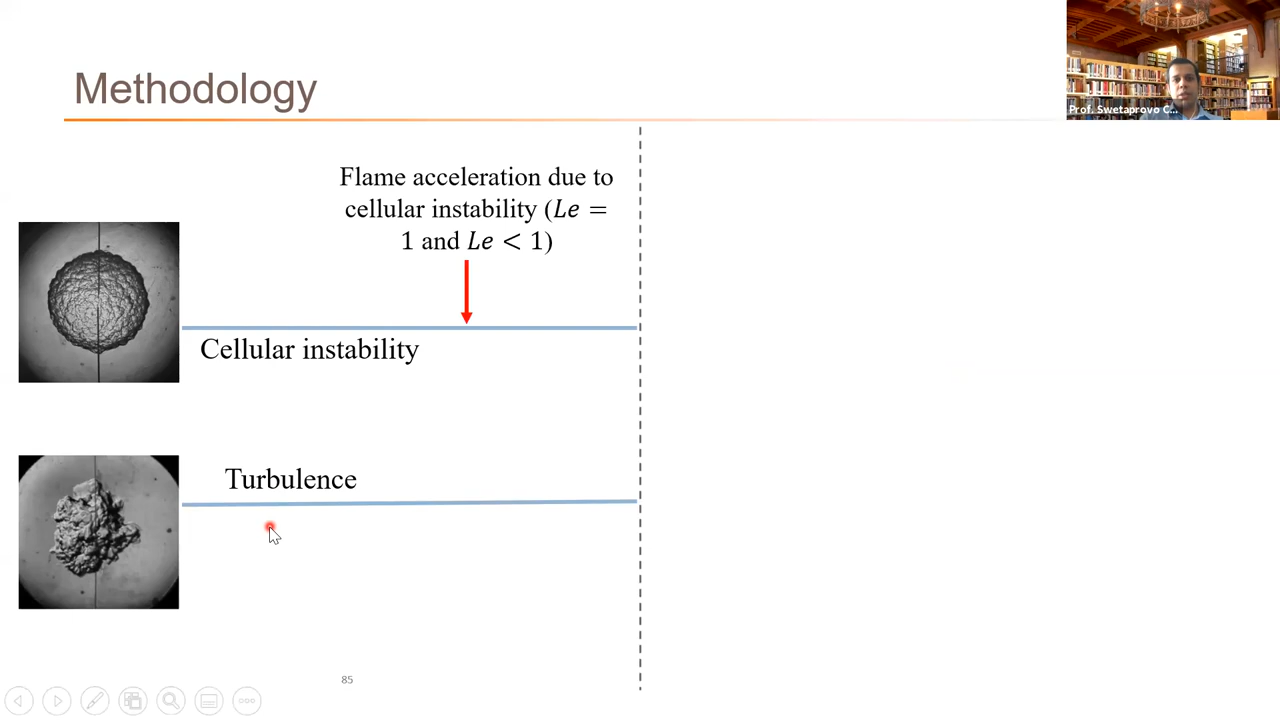 Methodology
Prof. Swetaprovo C...
Flame acceleration due to
cellular instability (Le =
1 and Le < 1)
Cellular instability
Turbulence
85